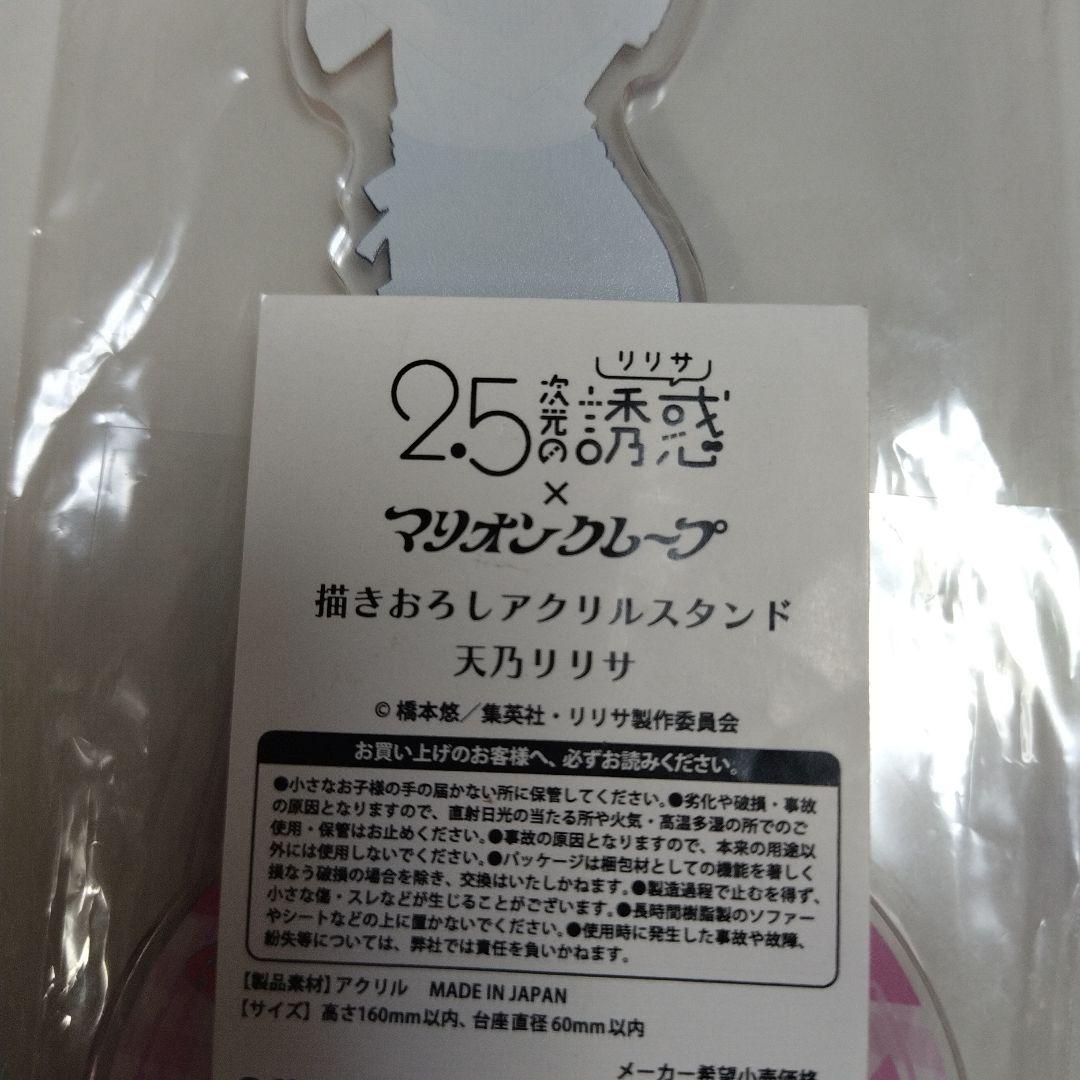 リリサ
2.5次元の誘惑
×
マリオンクレープ
描きおろしアクリルスタンド
天乃リリサ
© 橋本悠／集英社・リリサ製作委員会
お買い上げのお客様へ、必ずお読みください。
●小さなお子様の手の届かない所に保管してください。●劣化や破損・事故
の原因となりますので、直射日光の当たる所や火気・高温多湿の所でのご
使用・保管はお止めください。●事故の原因となりますので、本来の用途以
外には使用しないでください。●パッケージは梱包材としての機能を著しく
損なう破損の場合を除き、交換はいたしかねます。●製造過程で止むを得ず、
小さな傷・スレなどが生じることがございます。●長時間樹脂製のソファー
やシートなどの上に置かないでください。●使用時に発生した事故や故障、
紛失等については、弊社では責任を負いかねます。
【製品素材】アクリル MADE IN JAPAN
【サイズ】高さ160mm以内、台座直径60mm以内
メーカー希望小売価格